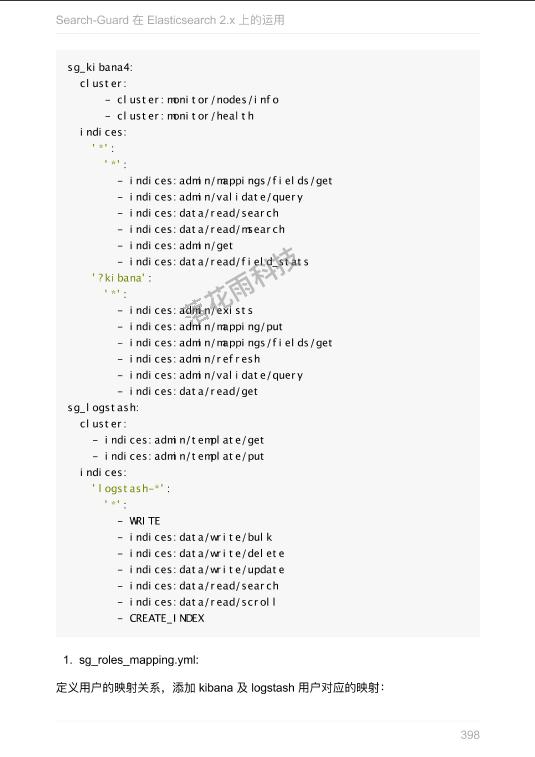 Search-Guard 在 Elasticsearch 2.x 上的运用
sg_kibana4:
  cluster:
      - cluster:monitor/nodes/info
      - cluster:monitor/health
  indices:
    '*':
      '*':
        - indices:admin/mappings/fields/get
        - indices:admin/validate/query
        - indices:data/read/search
        - indices:data/read/msearch
        - indices:admin/get
        - indices:data/read/field_stats
    '?kibana':
      '*':
        - indices:admin/exists
        - indices:admin/mapping/put
        - indices:admin/mappings/fields/get
        - indices:admin/refresh
        - indices:admin/validate/query
        - indices:data/read/get
落花雨科技
sg_logstash:
  cluster:
    - indices:admin/template/get
    - indices:admin/template/put
  indices:
    'logstash-*':
      '*':
        - WRITE
        - indices:data/write/bulk
        - indices:data/write/delete
        - indices:data/write/update
        - indices:data/read/search
        - indices:data/read/scroll
        - CREATE_INDEX
1. sg_roles_mapping.yml:
定义用户的映射关系，添加 kibana 及 logstash 用户对应的映射：
398